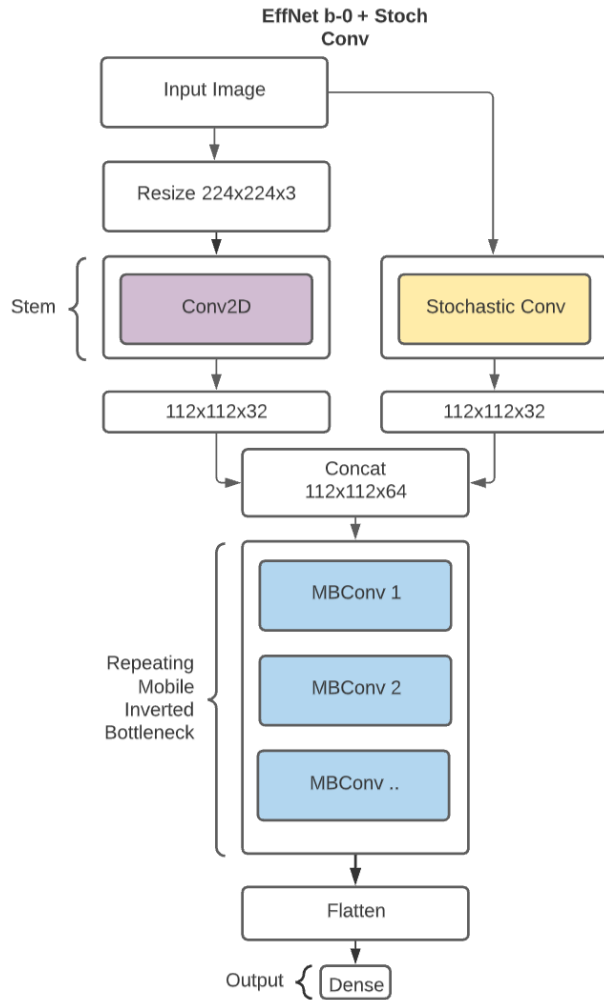 EffNet b-0 + Stoch
Conv
Input Image
Resize 224x224x3
Stem
Conv2D
Stochastic Conv
112x112x32
112x112x32
Concat
112x112x64
MBConv 1
Repeating
Mobile
Inverted
Bottleneck
MBConv 2
MBConv ..
Flatten
Output
Dense